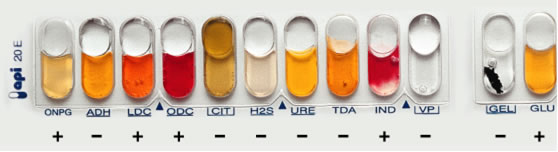 api 20 E
ONPG ADH LDC ODC CIT H2S URE TDA IND VP GEL GLU
+ − + + − − − − + − − +